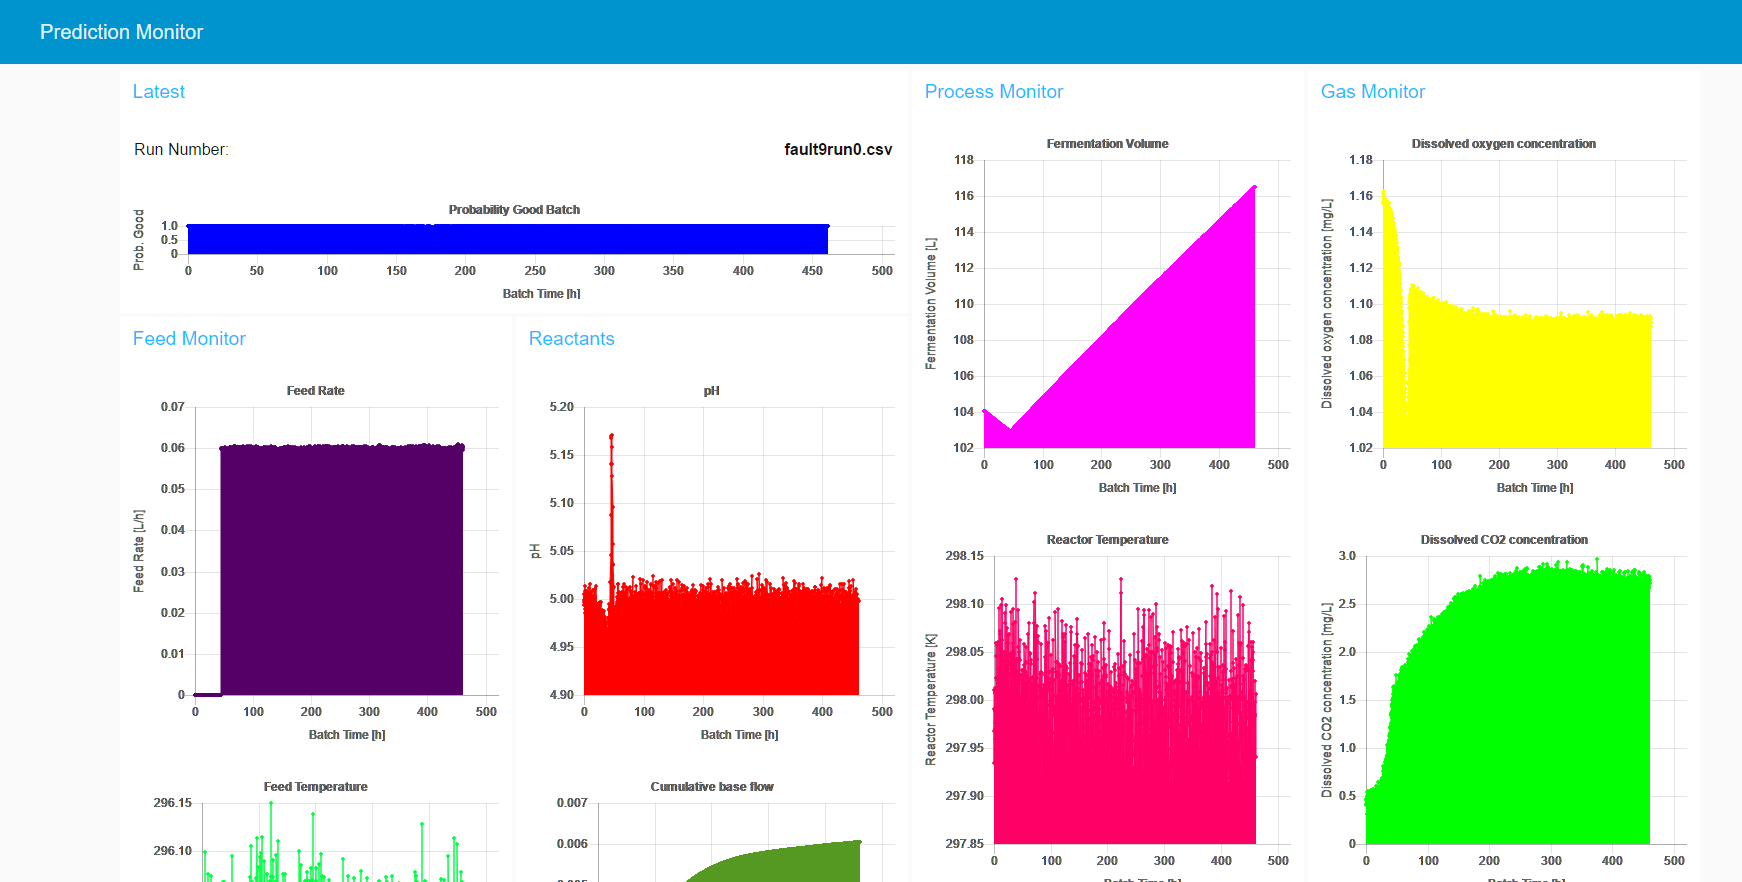 Prediction Monitor
Latest
Run Number: fault9run0.csv
Probability Good Batch
Prob. Good
1.0
0.5
0
0 50 100 150 200 250 300 350 400 450 500
Batch Time [h]
Feed Monitor
Feed Rate
Feed Rate [L/h]
0.07
0.06
0.05
0.04
0.03
0.02
0.01
0
0 100 200 300 400 500
Batch Time [h]
Feed Temperature
296.15
296.10
Reactants
pH
pH
5.20
5.15
5.10
5.05
5.00
4.95
4.90
0 100 200 300 400 500
Batch Time [h]
Cumulative base flow
0.007
0.006
0.005
Process Monitor
Fermentation Volume
Fermentation Volume [L]
118
116
114
112
110
108
106
104
102
0 100 200 300 400 500
Batch Time [h]
Reactor Temperature
Reactor Temperature [K]
298.15
298.10
298.05
298.00
297.95
297.90
297.85
0 100 200 300 400 500
Batch Time [h]
Gas Monitor
Dissolved oxygen concentration
Dissolved oxygen concentration [mg/L]
1.18
1.16
1.14
1.12
1.10
1.08
1.06
1.04
1.02
0 100 200 300 400 500
Batch Time [h]
Dissolved CO2 concentration
Dissolved CO2 concentration [mg/L]
3.0
2.5
2.0
1.5
1.0
0.5
0
0 100 200 300 400 500
Batch Time [h]